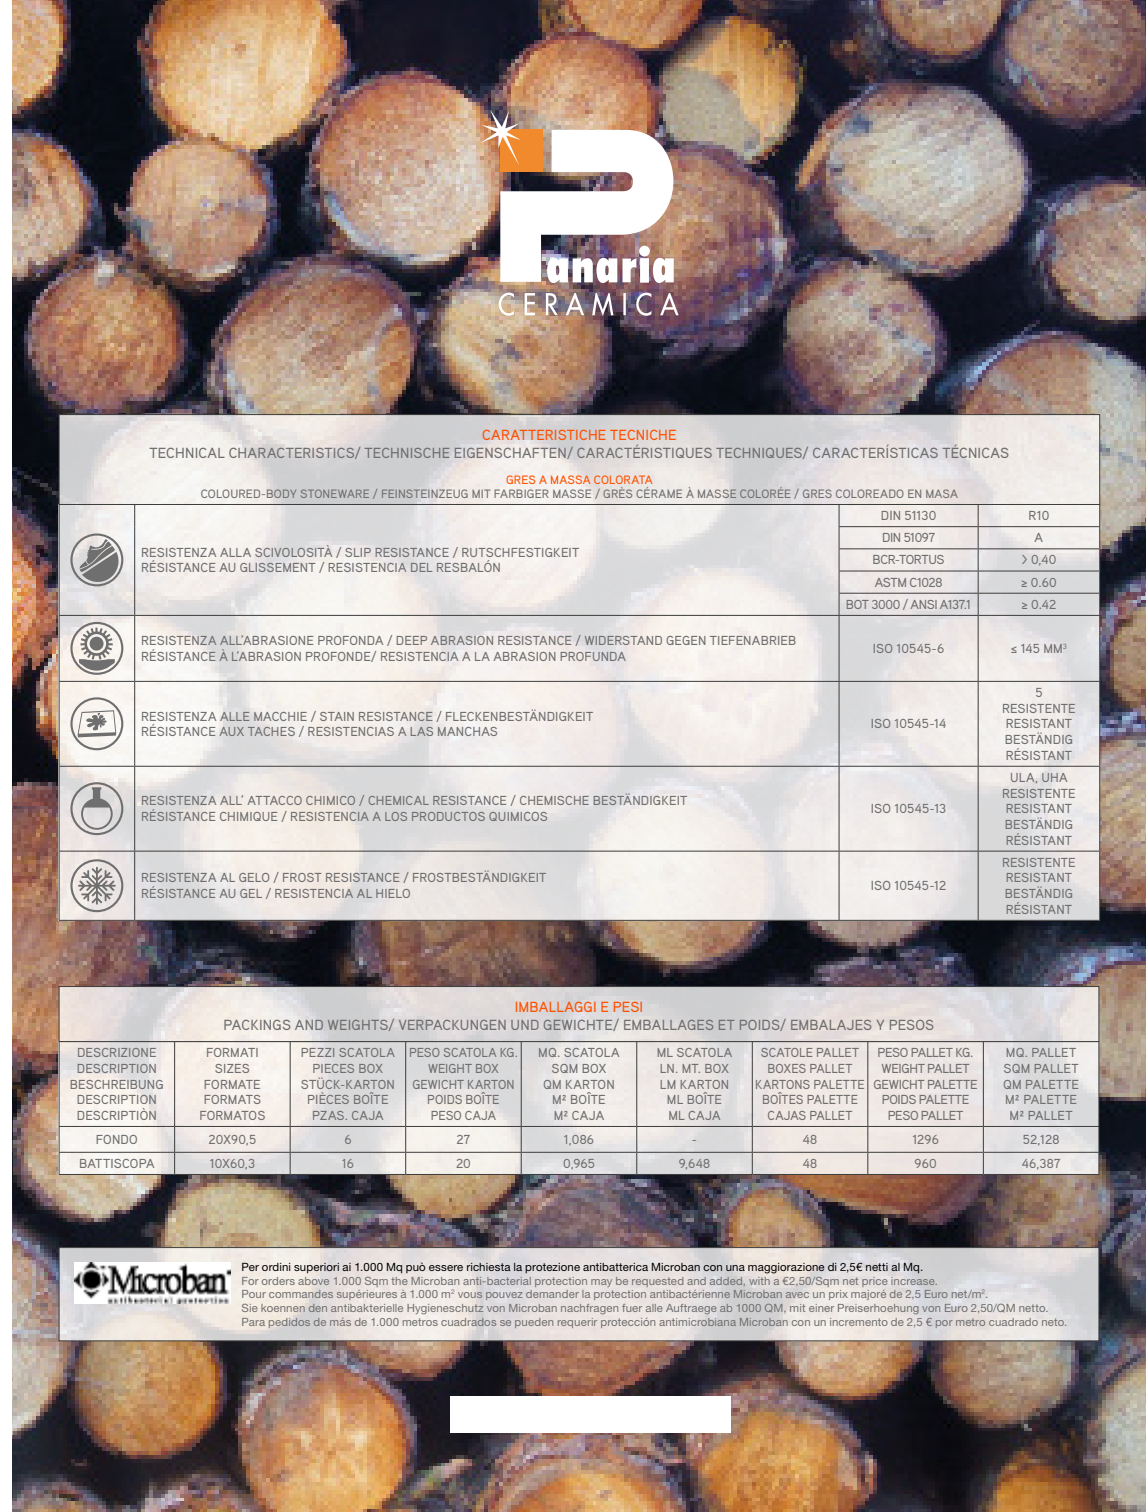 Panaria
CERAMICA
CARATTERISTICHE TECNICHE
TECHNICAL CHARACTERISTICS/ TECHNISCHE EIGENSCHAFTEN/ CARACTÉRISTIQUES TECHNIQUES/ CARACTERÍSTICAS TÉCNICAS
GRES A MASSA COLORATA
COLOURED-BODY STONEWARE / FEINSTEINZEUG MIT FARBIGER MASSE / GRÈS CÉRAME À MASSE COLORÉE / GRES COLOREADO EN MASA
RESISTENZA ALLA SCIVOLOSITÀ / SLIP RESISTANCE / RUTSCHFESTIGKEIT
RÉSISTANCE AU GLISSEMENT / RESISTENCIA DEL RESBALÓN
DIN 51130 R10
DIN 51097 A
BCR-TORTUS > 0,40
ASTM C1028 ≥ 0.60
BOT 3000 / ANSI A137.1 ≥ 0.42
RESISTENZA ALL'ABRASIONE PROFONDA / DEEP ABRASION RESISTANCE / WIDERSTAND GEGEN TIEFENABRIEB
RÉSISTANCE À L'ABRASION PROFONDE/ RESISTENCIA A LA ABRASION PROFUNDA
ISO 10545-6 ≤ 145 MM³
RESISTENZA ALLE MACCHIE / STAIN RESISTANCE / FLECKENBESTÄNDIGKEIT
RÉSISTANCE AUX TACHES / RESISTENCIAS A LAS MANCHAS
ISO 10545-14
5
RESISTENTE
RESISTANT
BESTÄNDIG
RÉSISTANT
RESISTENZA ALL' ATTACCO CHIMICO / CHEMICAL RESISTANCE / CHEMISCHE BESTÄNDIGKEIT
RÉSISTANCE CHIMIQUE / RESISTENCIA A LOS PRODUCTOS QUIMICOS
ISO 10545-13
ULA, UHA
RESISTENTE
RESISTANT
BESTÄNDIG
RÉSISTANT
RESISTENZA AL GELO / FROST RESISTANCE / FROSTBESTÄNDIGKEIT
RÉSISTANCE AU GEL / RESISTENCIA AL HIELO
ISO 10545-12
RESISTENTE
RESISTANT
BESTÄNDIG
RÉSISTANT
IMBALLAGGI E PESI
PACKINGS AND WEIGHTS/ VERPACKUNGEN UND GEWICHTE/ EMBALLAGES ET POIDS/ EMBALAJES Y PESOS
DESCRIZIONE FORMATI PEZZI SCATOLA PESO SCATOLA KG. MQ. SCATOLA ML SCATOLA SCATOLE PALLET PESO PALLET KG. MQ. PALLET
DESCRIPTION SIZES PIECES BOX WEIGHT BOX SQM BOX LN. MT. BOX BOXES PALLET WEIGHT PALLET SQM PALLET
BESCHREIBUNG FORMATE STÜCK-KARTON GEWICHT KARTON QM KARTON LM KARTON KARTONS PALETTE GEWICHT PALETTE QM PALETTE
DESCRIPTION FORMATS PIÈCES BOÎTE POIDS BOÎTE M² BOÎTE ML BOÎTE BOÎTES PALETTE POIDS PALETTE M² PALETTE
DESCRIPTIÒN FORMATOS PZAS. CAJA PESO CAJA M² CAJA ML CAJA CAJAS PALLET PESO PALLET M² PALLET
FONDO 20X90,5 6 27 1,086 - 48 1296 52,128
BATTISCOPA 10X60,3 16 20 0,965 9,648 48 960 46,387
Microban
antibacterial protection
Per ordini superiori ai 1.000 Mq può essere richiesta la protezione antibatterica Microban con una maggiorazione di 2,5€ netti al Mq.
For orders above 1.000 Sqm the Microban anti-bacterial protection may be requested and added, with a €2,50/Sqm net price increase.
Pour commandes supérieures à 1.000 m² vous pouvez demander la protection antibactérienne Microban avec un prix majoré de 2,5 Euro net/m².
Sie koennen den antibakterielle Hygieneschutz von Microban nachfragen fuer alle Auftraege ab 1000 QM, mit einer Preiserhoehung von Euro 2,50/QM netto.
Para pedidos de más de 1.000 metros cuadrados se pueden requerir protección antimicrobiana Microban con un incremento de 2,5 € por metro cuadrado neto.